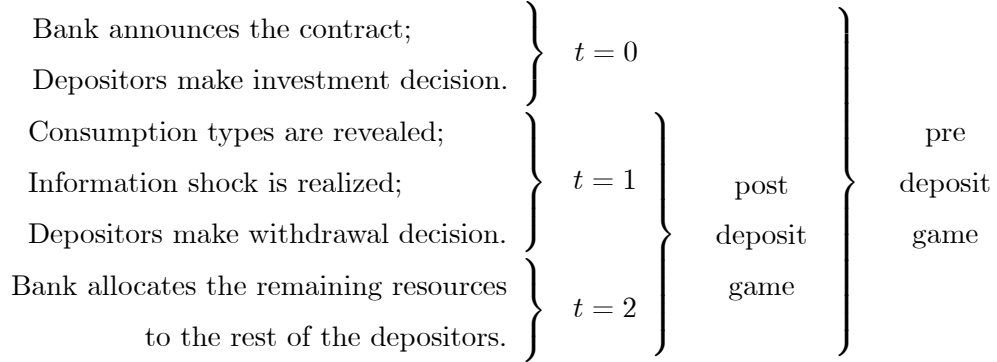 Bank announces the contract;
Depositors make investment decision.
t = 0
Consumption types are revealed;
Information shock is realized;
Depositors make withdrawal decision.
t = 1
Bank allocates the remaining resources
to the rest of the depositors.
t = 2
post
deposit
game
pre
deposit
game